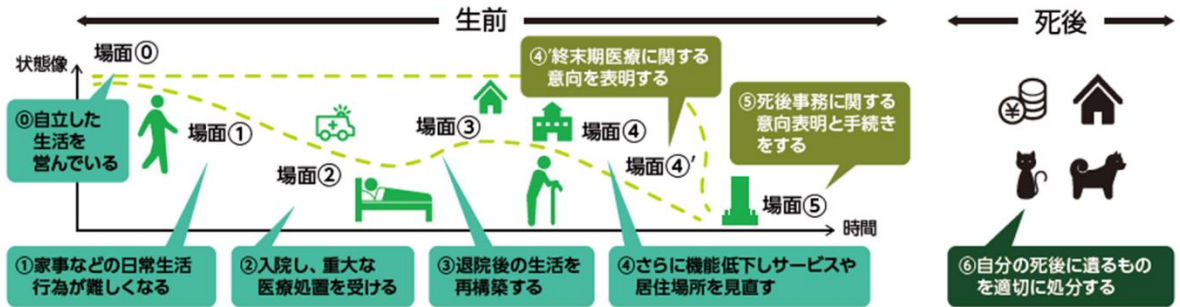 生前
死後
状態像
場面⓪
⓪自立した
生活を
営んでいる
場面①
場面②
場面③
場面④
場面④'
場面⑤
④'終末期医療に関する
意向を表明する
⑤死後事務に関する
意向表明と手続き
をする
¥
時間
①家事などの日常生活
行為が難しくなる
②入院し、重大な
医療処置を受ける
③退院後の生活を
再構築する
④さらに機能低下しサービスや
居住場所を見直す
⑥自分の死後に遺るもの
を適切に処分する